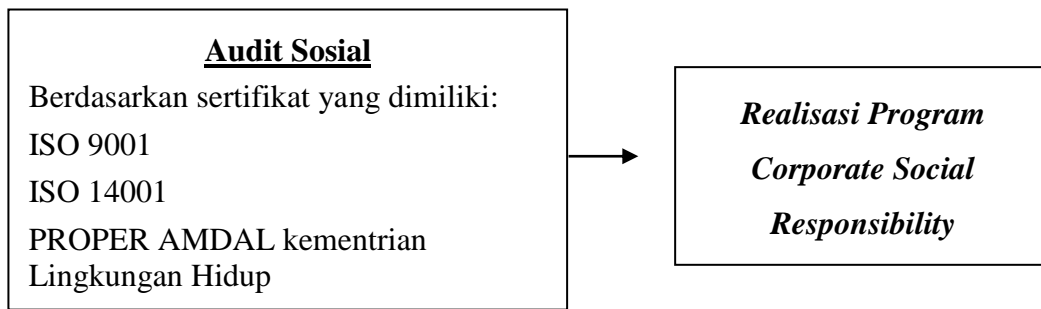 Audit Sosial
Berdasarkan sertifikat yang dimiliki:
ISO 9001
ISO 14001
PROPER AMDAL kementrian
Lingkungan Hidup
Realisasi Program
Corporate Social
Responsibility